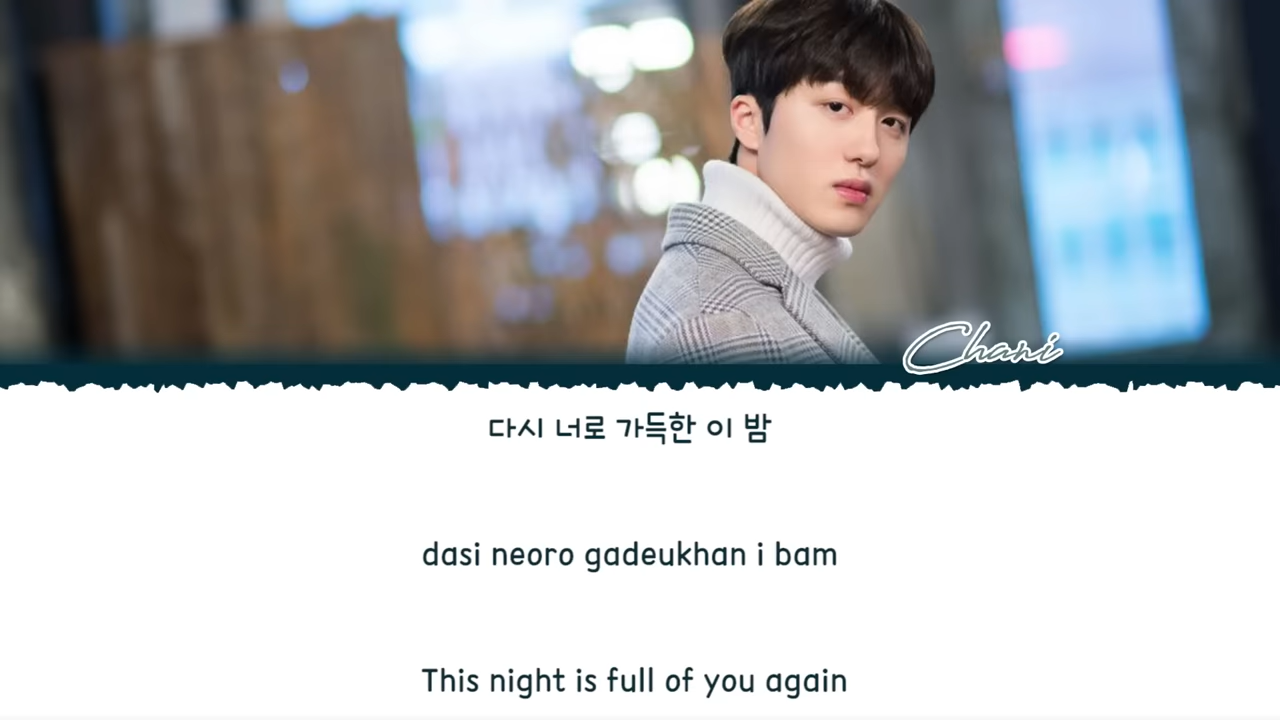 Chani
다시 너로 가득한 이 밤
dasi neoro gadeukhan i bam
This night is full of you again